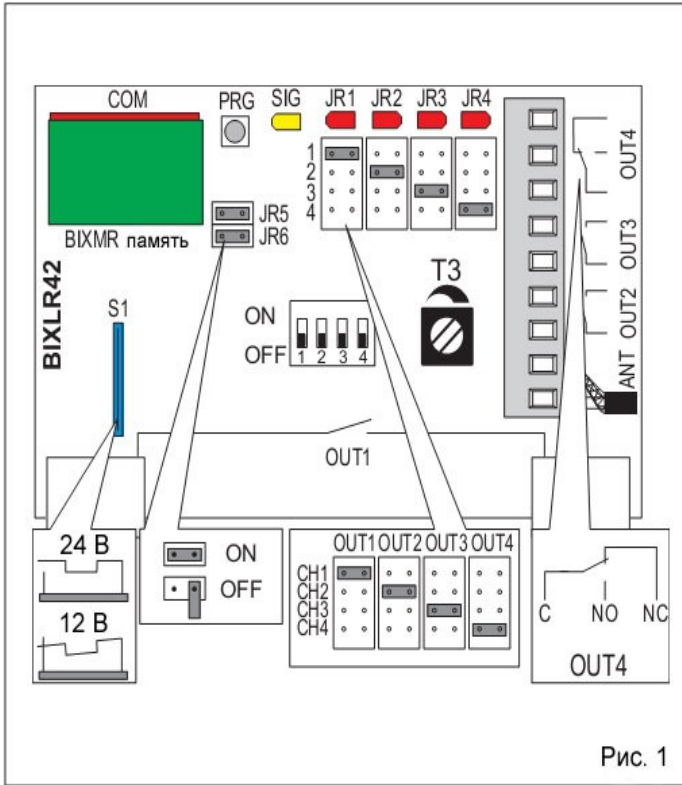 COM PRG SIG JR1 JR2 JR3 JR4
1
2
3
4
JR5
JR6
BIXMR память
BIXLR42
S1
ON
OFF
1 2 3 4
T3
OUT4
OUT3
OUT2
ANT
OUT1
24 В
12 В
ON
OFF
OUT1 OUT2 OUT3 OUT4
CH1
CH2
CH3
CH4
C NO NC
OUT4
Рис. 1